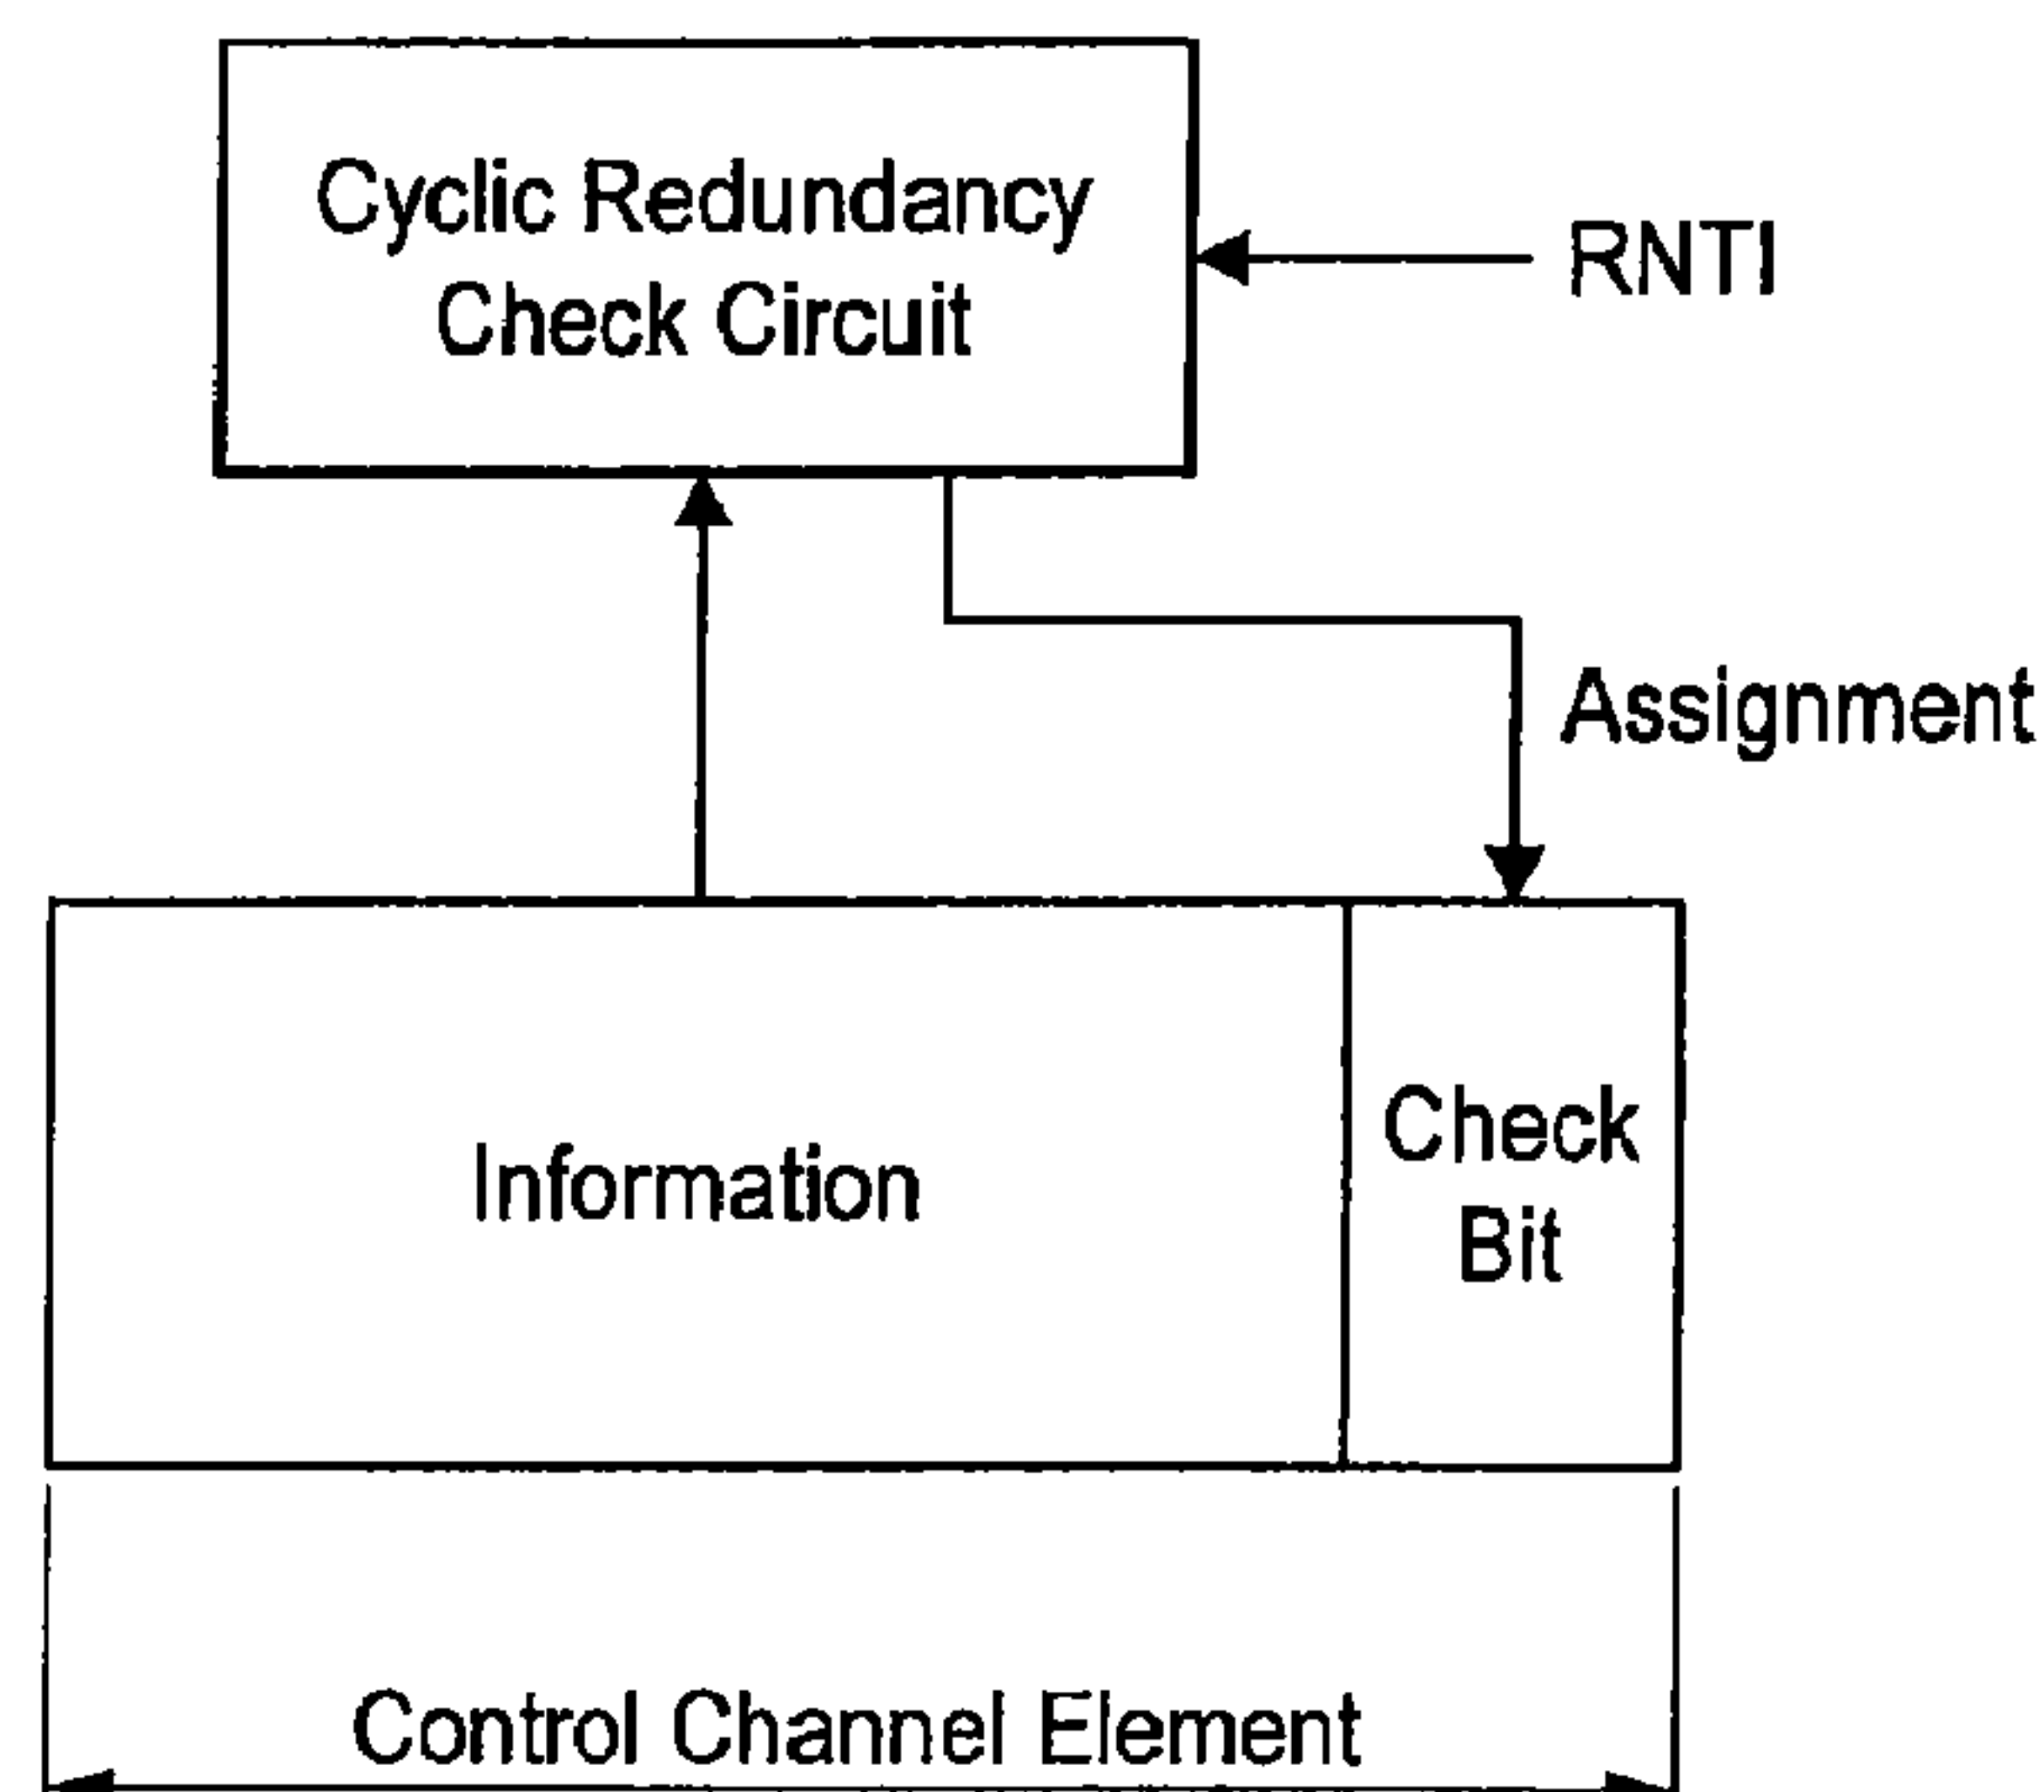 Cyclic Redundancy
Check Circuit
RNTI
Assignment
Information
Check
Bit
Control Channel Element